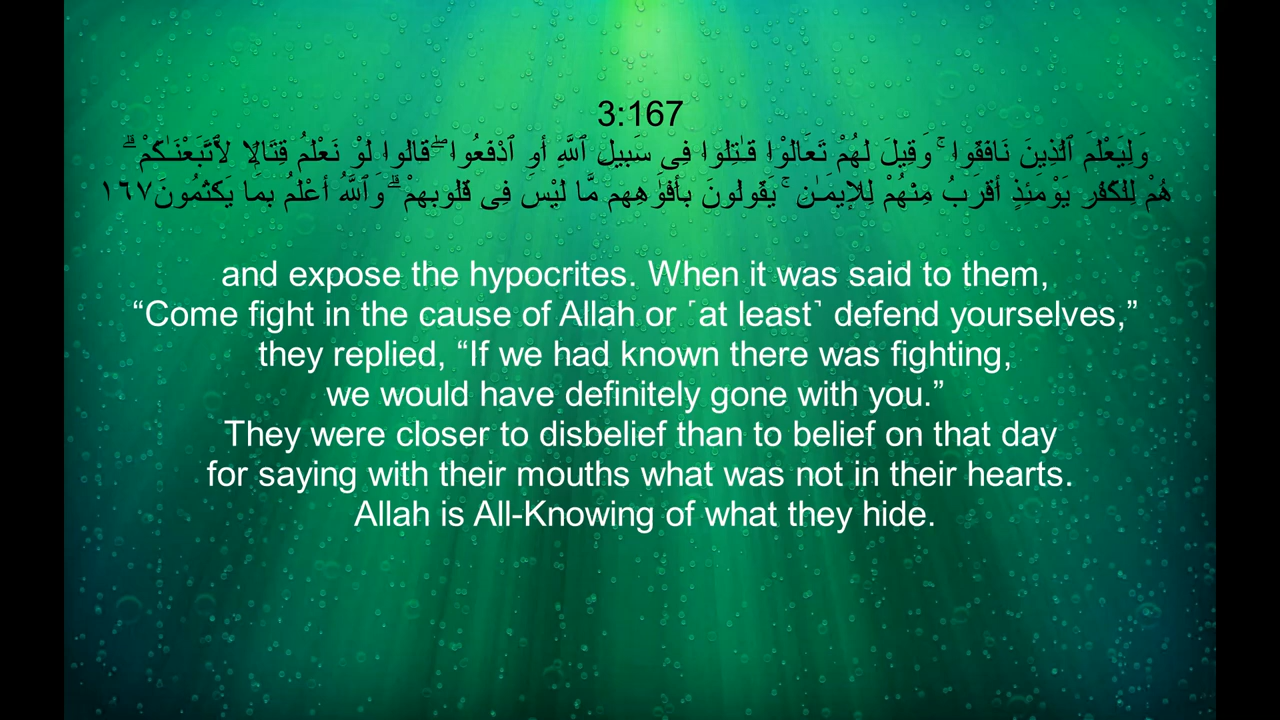 3:167
وَلِيَعْلَمَ ٱلَّذِينَ نَافَقُوا ۚ وَقِيلَ لَهُمْ تَعَالَوْا قَـٰتِلُوا فِى سَبِيلِ ٱللَّهِ أَوِ ٱدْفَعُوا ۖ قَالُوا لَوْ نَعْلَمُ قِتَالًا لَّٱتَّبَعْنَـٰكُمْ ۗ
هُمْ لِلْكُفْرِ يَوْمَئِذٍ أَقْرَبُ مِنْهُمْ لِلْإِيمَـٰنِ ۚ يَقُولُونَ بِأَفْوَٰهِهِم مَّا لَيْسَ فِى قُلُوبِهِمْ ۗ وَٱللَّهُ أَعْلَمُ بِمَا يَكْتُمُونَ ١٦٧
and expose the hypocrites. When it was said to them,
“Come fight in the cause of Allah or ˹at least˺ defend yourselves,”
they replied, “If we had known there was fighting,
we would have definitely gone with you.”
They were closer to disbelief than to belief on that day
for saying with their mouths what was not in their hearts.
Allah is All-Knowing of what they hide.